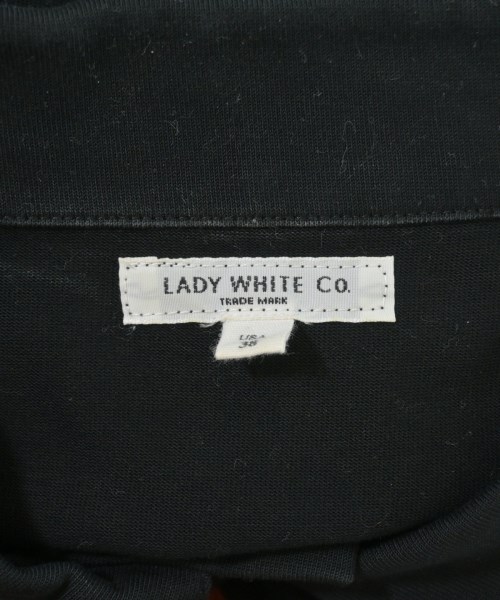 LADY WHITE Co.
TRADE MARK
USA
38